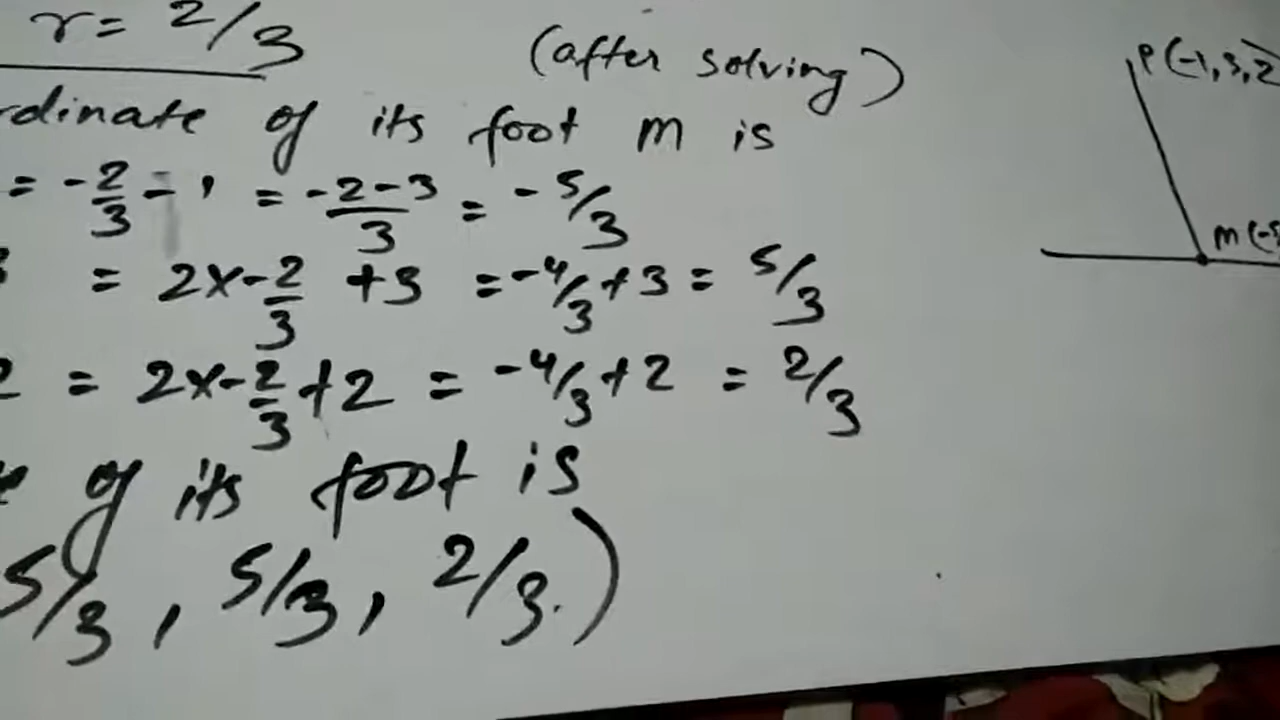 r = 2/3 (after solving)
P(-1, 3, 2)
of its foot m is
= -2/3 - 1 = -2-3/3 = -5/3
m(-5
= 2x-2/3 +3 = -4/3 + 3 = 5/3
2 = 2x-2/3 + 2 = -4/3 + 2 = 2/3
of its foot is
5/3 , 5/3 , 2/3 . )